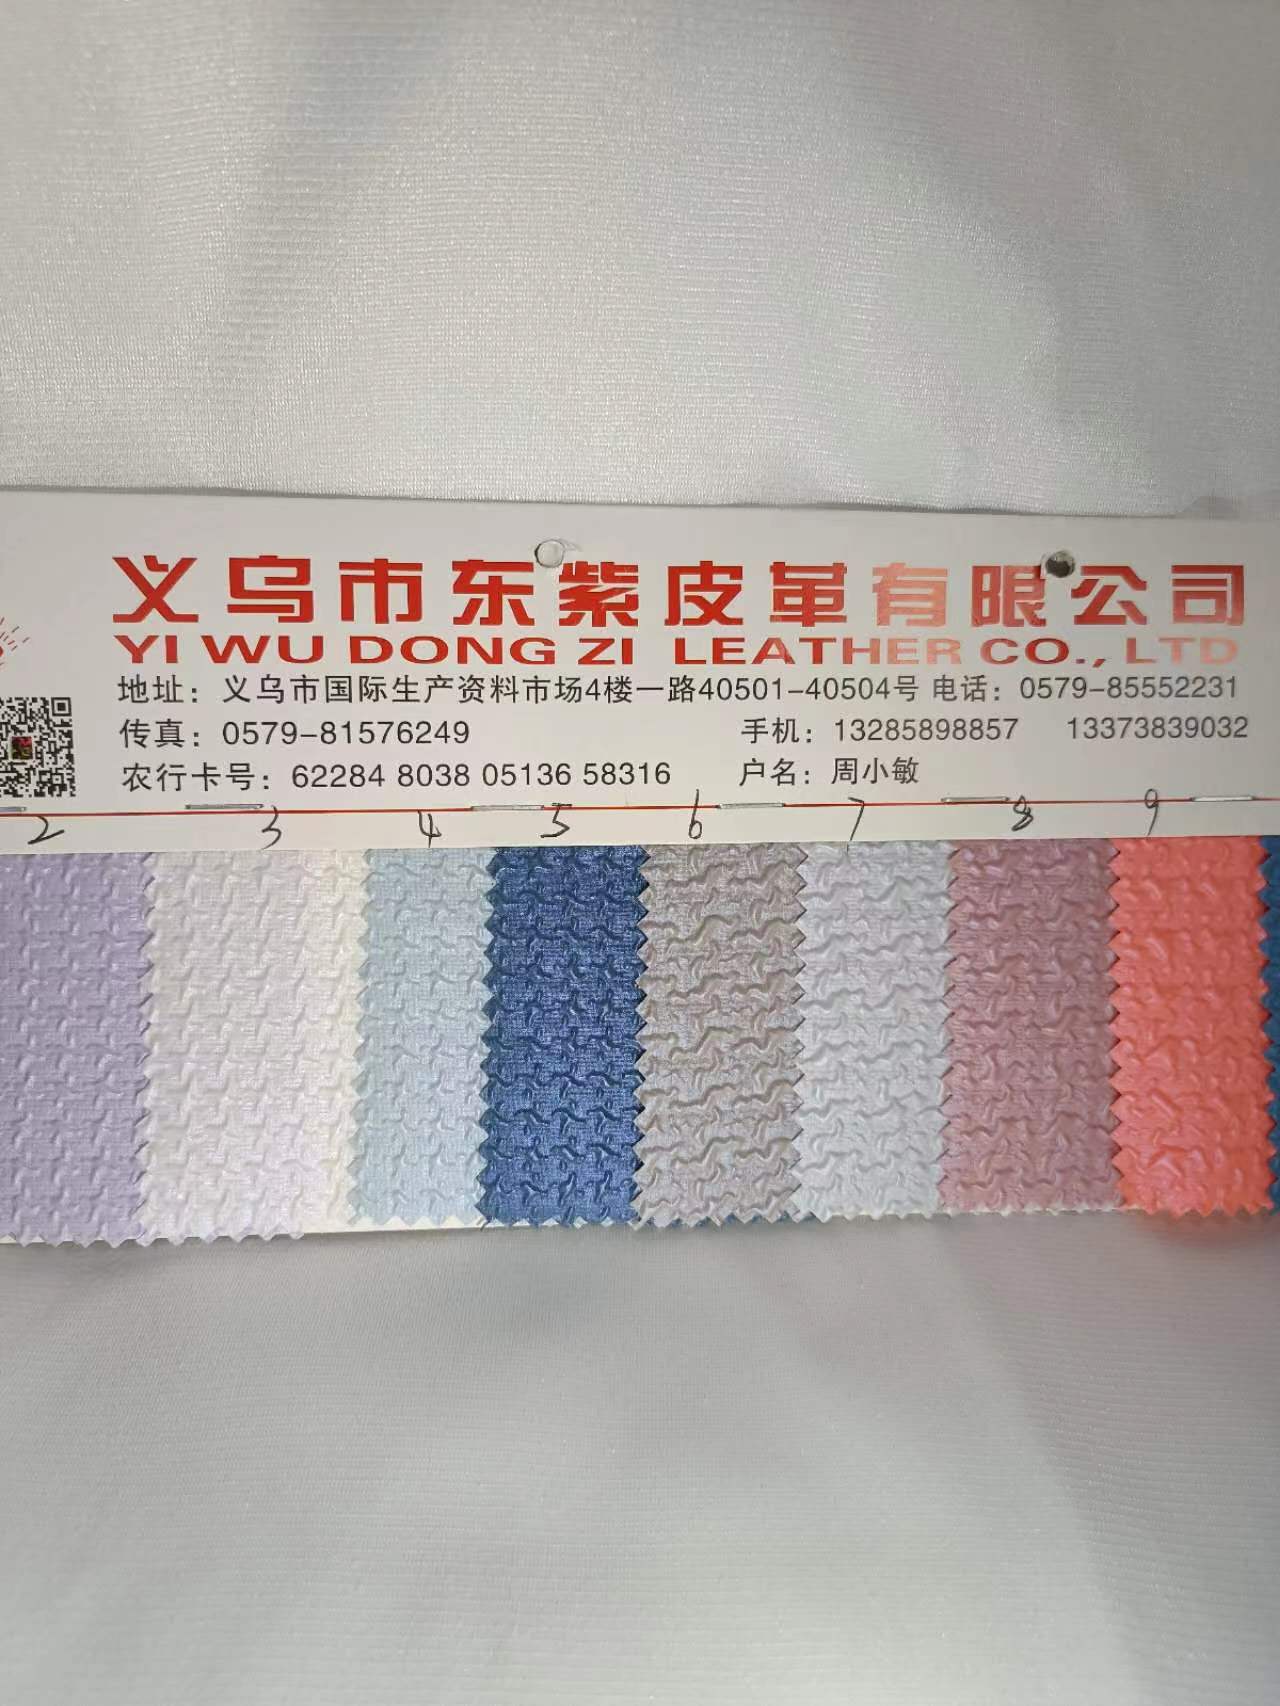 义乌市东紫皮革有限公司
YI WU DONG ZI LEATHER CO., LTD
地址：义乌市国际生产资料市场4楼一路40501-40504号 电话：0579-85552231
传真：0579-81576249 手机：13285898857 13373839032
农行卡号：62284 8038 05136 58316 户名：周小敏
2 3 4 5 6 7 8 9